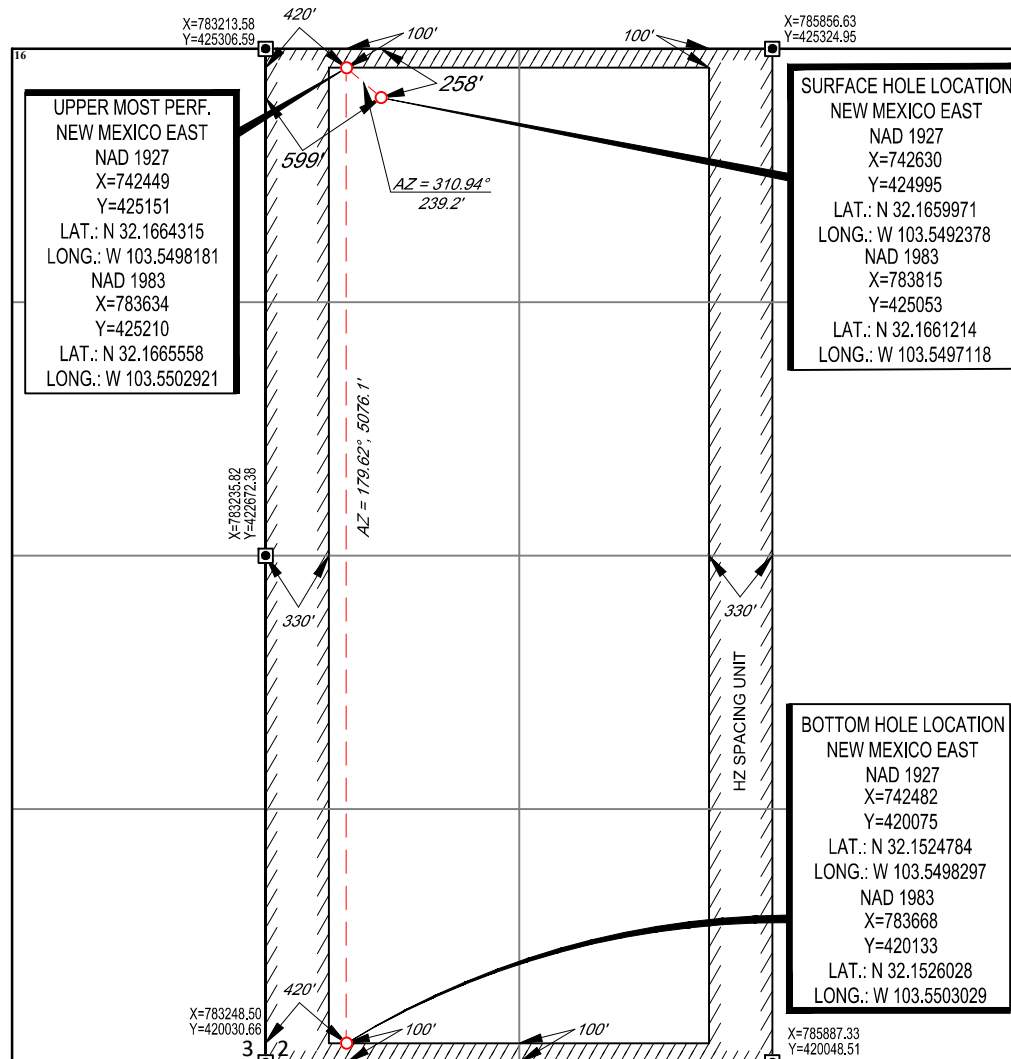 X=783213.58
Y=425306.59
420'
100'
100'
X=785856.63
Y=425324.95
16
258'
599'
AZ = 310.94°
239.2'
UPPER MOST PERF.
NEW MEXICO EAST
NAD 1927
X=742449
Y=425151
LAT.: N 32.1664315
LONG.: W 103.5498181
NAD 1983
X=783634
Y=425210
LAT.: N 32.1665558
LONG.: W 103.5502921
SURFACE HOLE LOCATION
NEW MEXICO EAST
NAD 1927
X=742630
Y=424995
LAT.: N 32.1659971
LONG.: W 103.5492378
NAD 1983
X=783815
Y=425053
LAT.: N 32.1661214
LONG.: W 103.5497118
AZ = 179.62°, 5076.1'
X=783235.82
Y=422672.38
330'
330'
HZ SPACING UNIT
BOTTOM HOLE LOCATION
NEW MEXICO EAST
NAD 1927
X=742482
Y=420075
LAT.: N 32.1524784
LONG.: W 103.5498297
NAD 1983
X=783668
Y=420133
LAT.: N 32.1526028
LONG.: W 103.5503029
420'
X=783248.50
Y=420030.66
3 2
100'
100'
X=785887.33
Y=420048.51